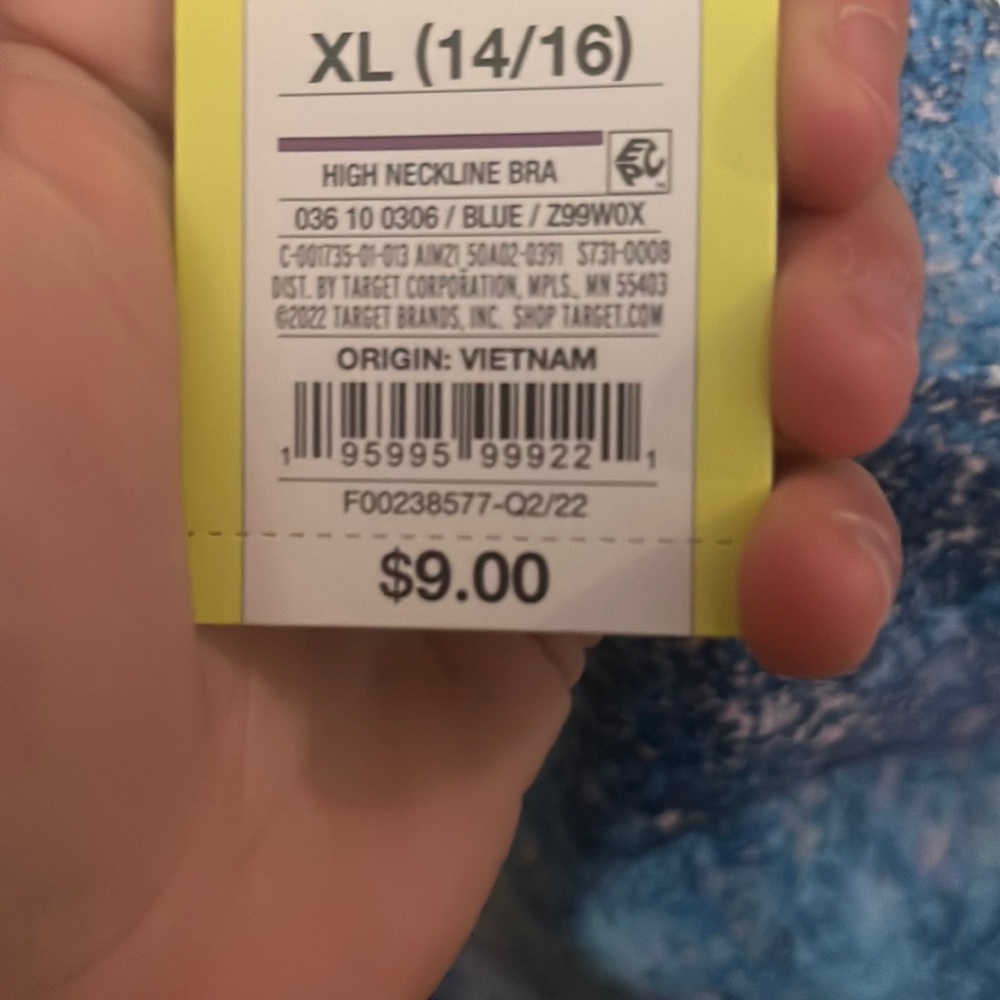 XL (14/16)
HIGH NECKLINE BRA
036 10 0306 / BLUE / Z99W0X
C-001735-01-013 AIM21 50A02-0391 S731-0008
DIST. BY TARGET CORPORATION, MPLS., MN 55403
©2022 TARGET BRANDS, INC. SHOP TARGET.COM
ORIGIN: VIETNAM
1 95995 99922 1
F00238577-Q2/22
$9.00